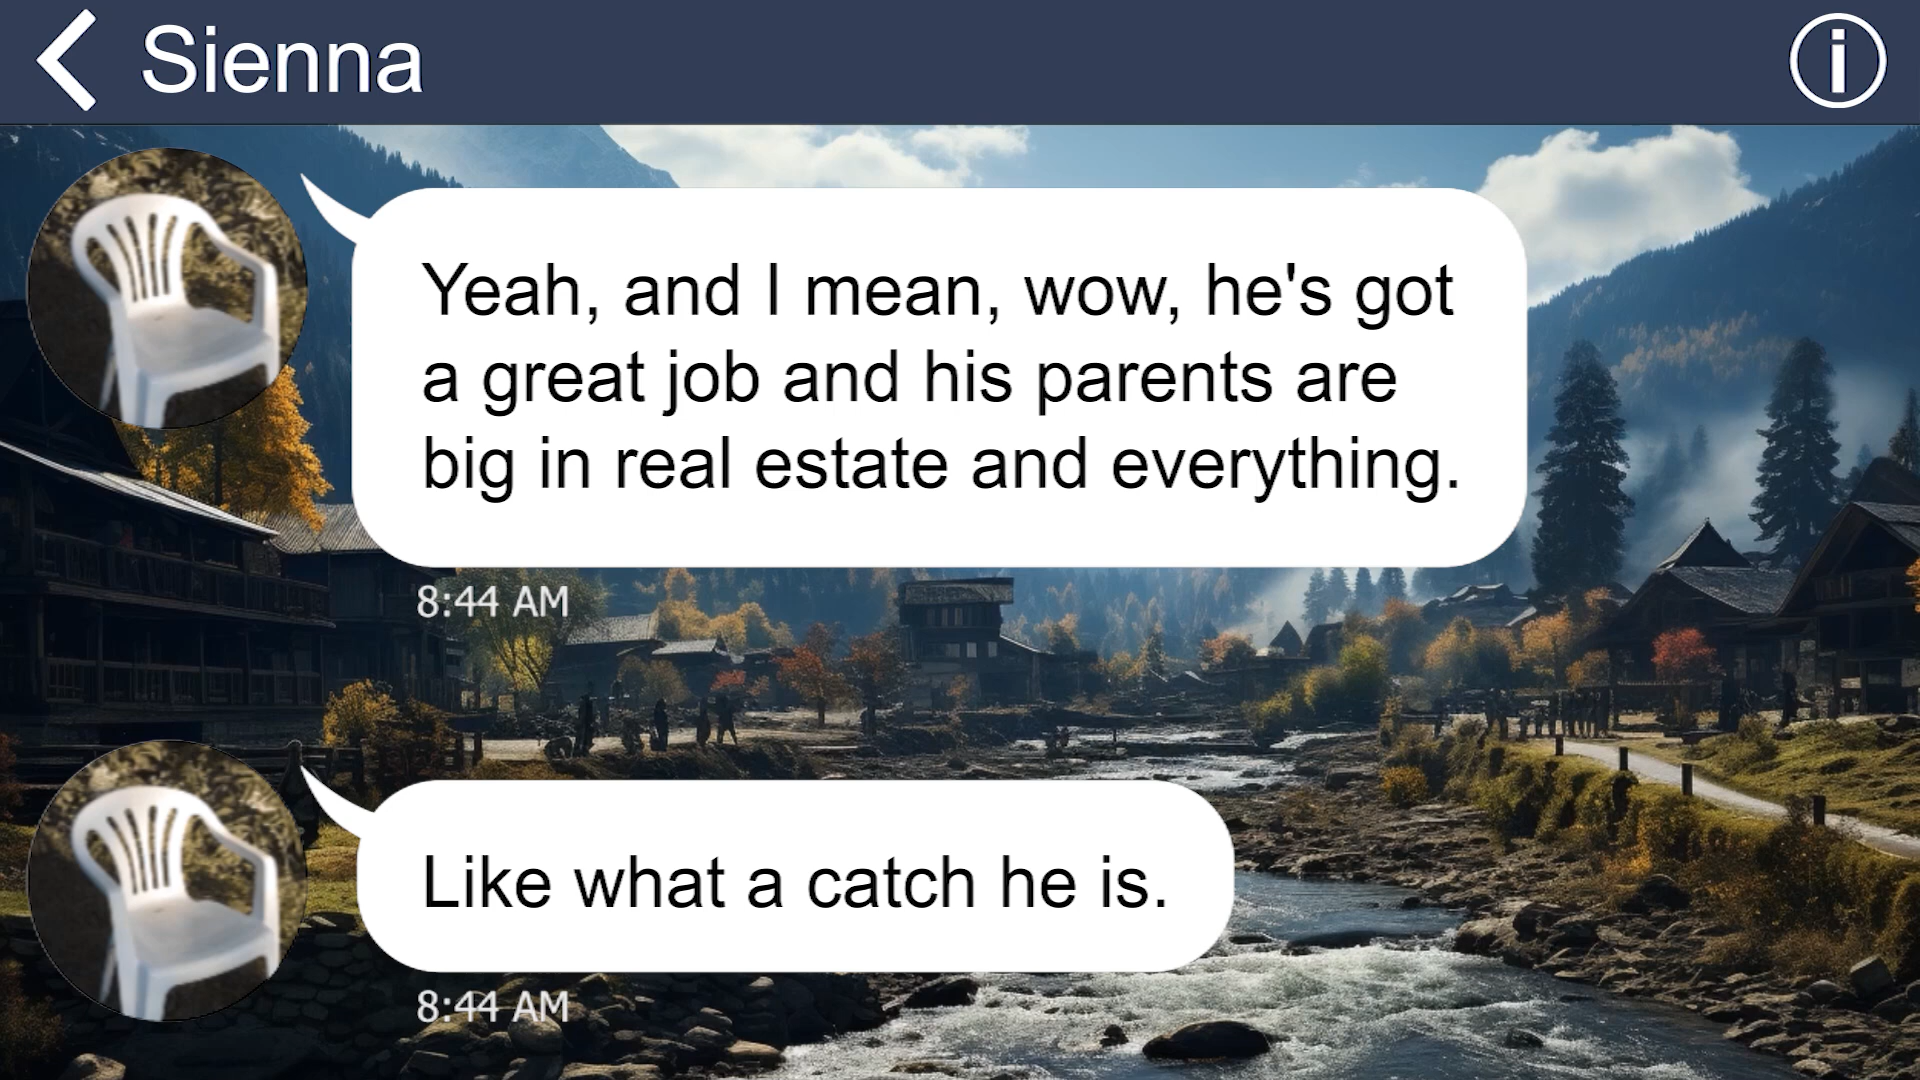 Sienna
Yeah, and I mean, wow, he's got
a great job and his parents are
big in real estate and everything.
8:44 AM
Like what a catch he is.
8:44 AM